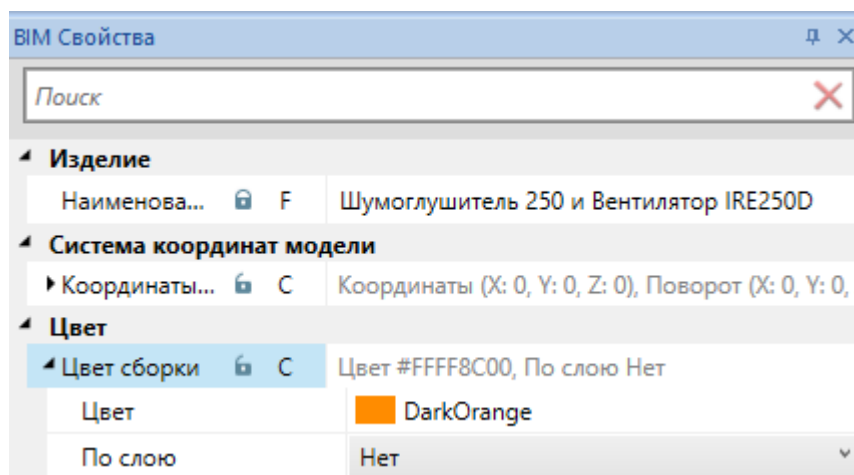 BIM Свойства
Поиск
Изделие
Наименова... F Шумоглушитель 250 и Вентилятор IRE250D
Система координат модели
Координаты... C Координаты (X: 0, Y: 0, Z: 0), Поворот (X: 0, Y: 0,
Цвет
Цвет сборки C Цвет #FFFF8C00, По слою Нет
Цвет DarkOrange
По слою Нет